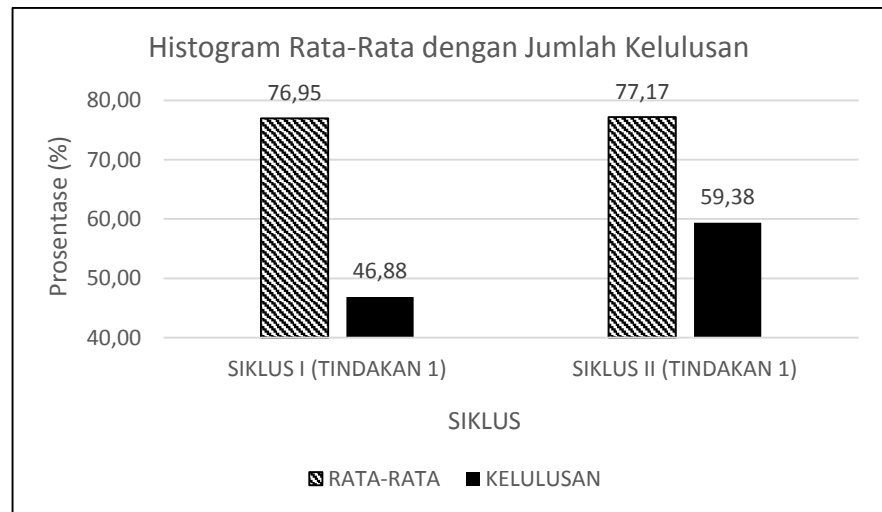 Histogram Rata-Rata dengan Jumlah Kelulusan
76,95
77,17
80,00
Prosentase (%)
70,00
59,38
60,00
46,88
50,00
40,00
SIKLUS I (TINDAKAN 1)
SIKLUS II (TINDAKAN 1)
SIKLUS
RATA-RATA
KELULUSAN